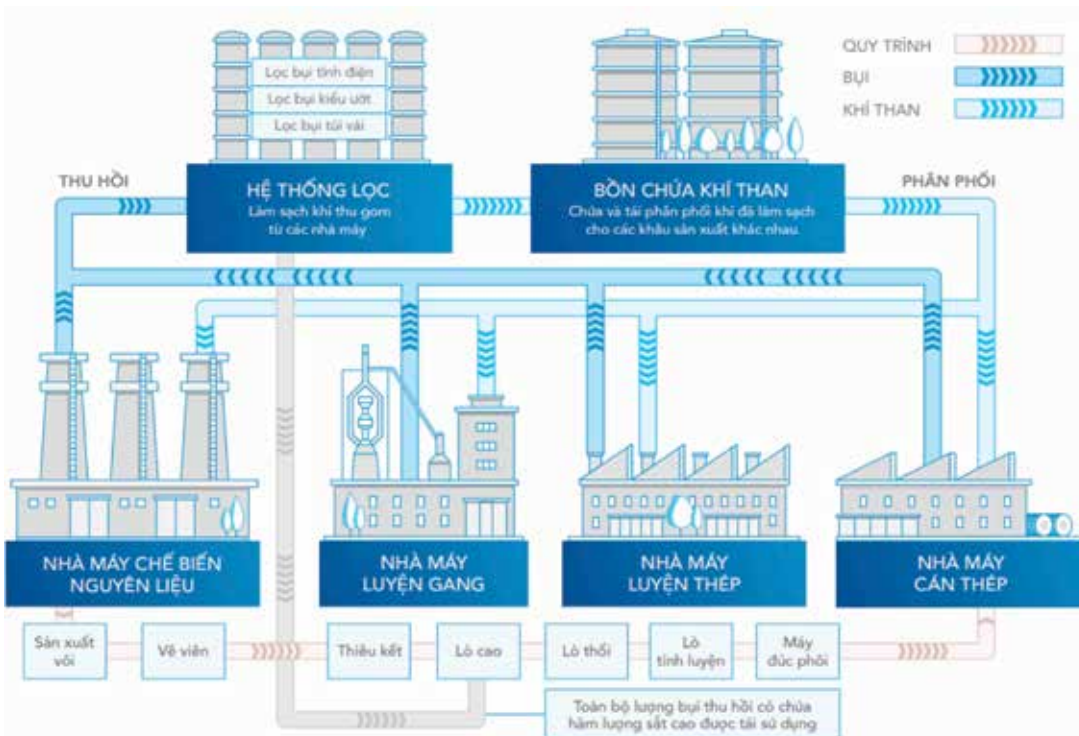 QUY TRÌNH
BỤI
KHÍ THAN
Lọc bụi tĩnh điện
Lọc bụi kiểu ướt
Lọc bụi túi vải
THU HỒI
HỆ THỐNG LỌC
Làm sạch khí thu gom
từ các nhà máy
BỒN CHỨA KHÍ THAN
Chứa và tái phân phối khí đã làm sạch
cho các khâu sản xuất khác nhau
PHÂN PHỐI
NHÀ MÁY CHẾ BIẾN
NGUYÊN LIỆU
NHÀ MÁY
LUYỆN GANG
NHÀ MÁY
LUYỆN THÉP
NHÀ MÁY
CÁN THÉP
Sản xuất
vôi
Vê viên
Thiêu kết
Lò cao
Lò thổi
Lò
tinh luyện
Máy
đúc phôi
Toàn bộ lượng bụi thu hồi có chứa
hàm lượng sắt cao được tái sử dụng